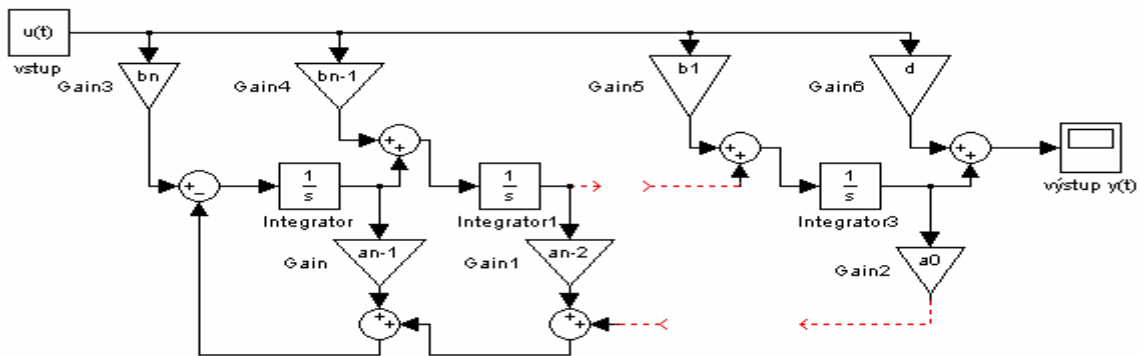 u(t)
vstup
bn
Gain3
bn-1
Gain4
b1
Gain5
d
Gain6
+
+
+
+
+
+
+
−
1
s
Integrator
1
s
Integrator1
1
s
Integrator3
výstup y(t)
an-1
Gain
an-2
Gain1
a0
Gain2
+
+
+
+